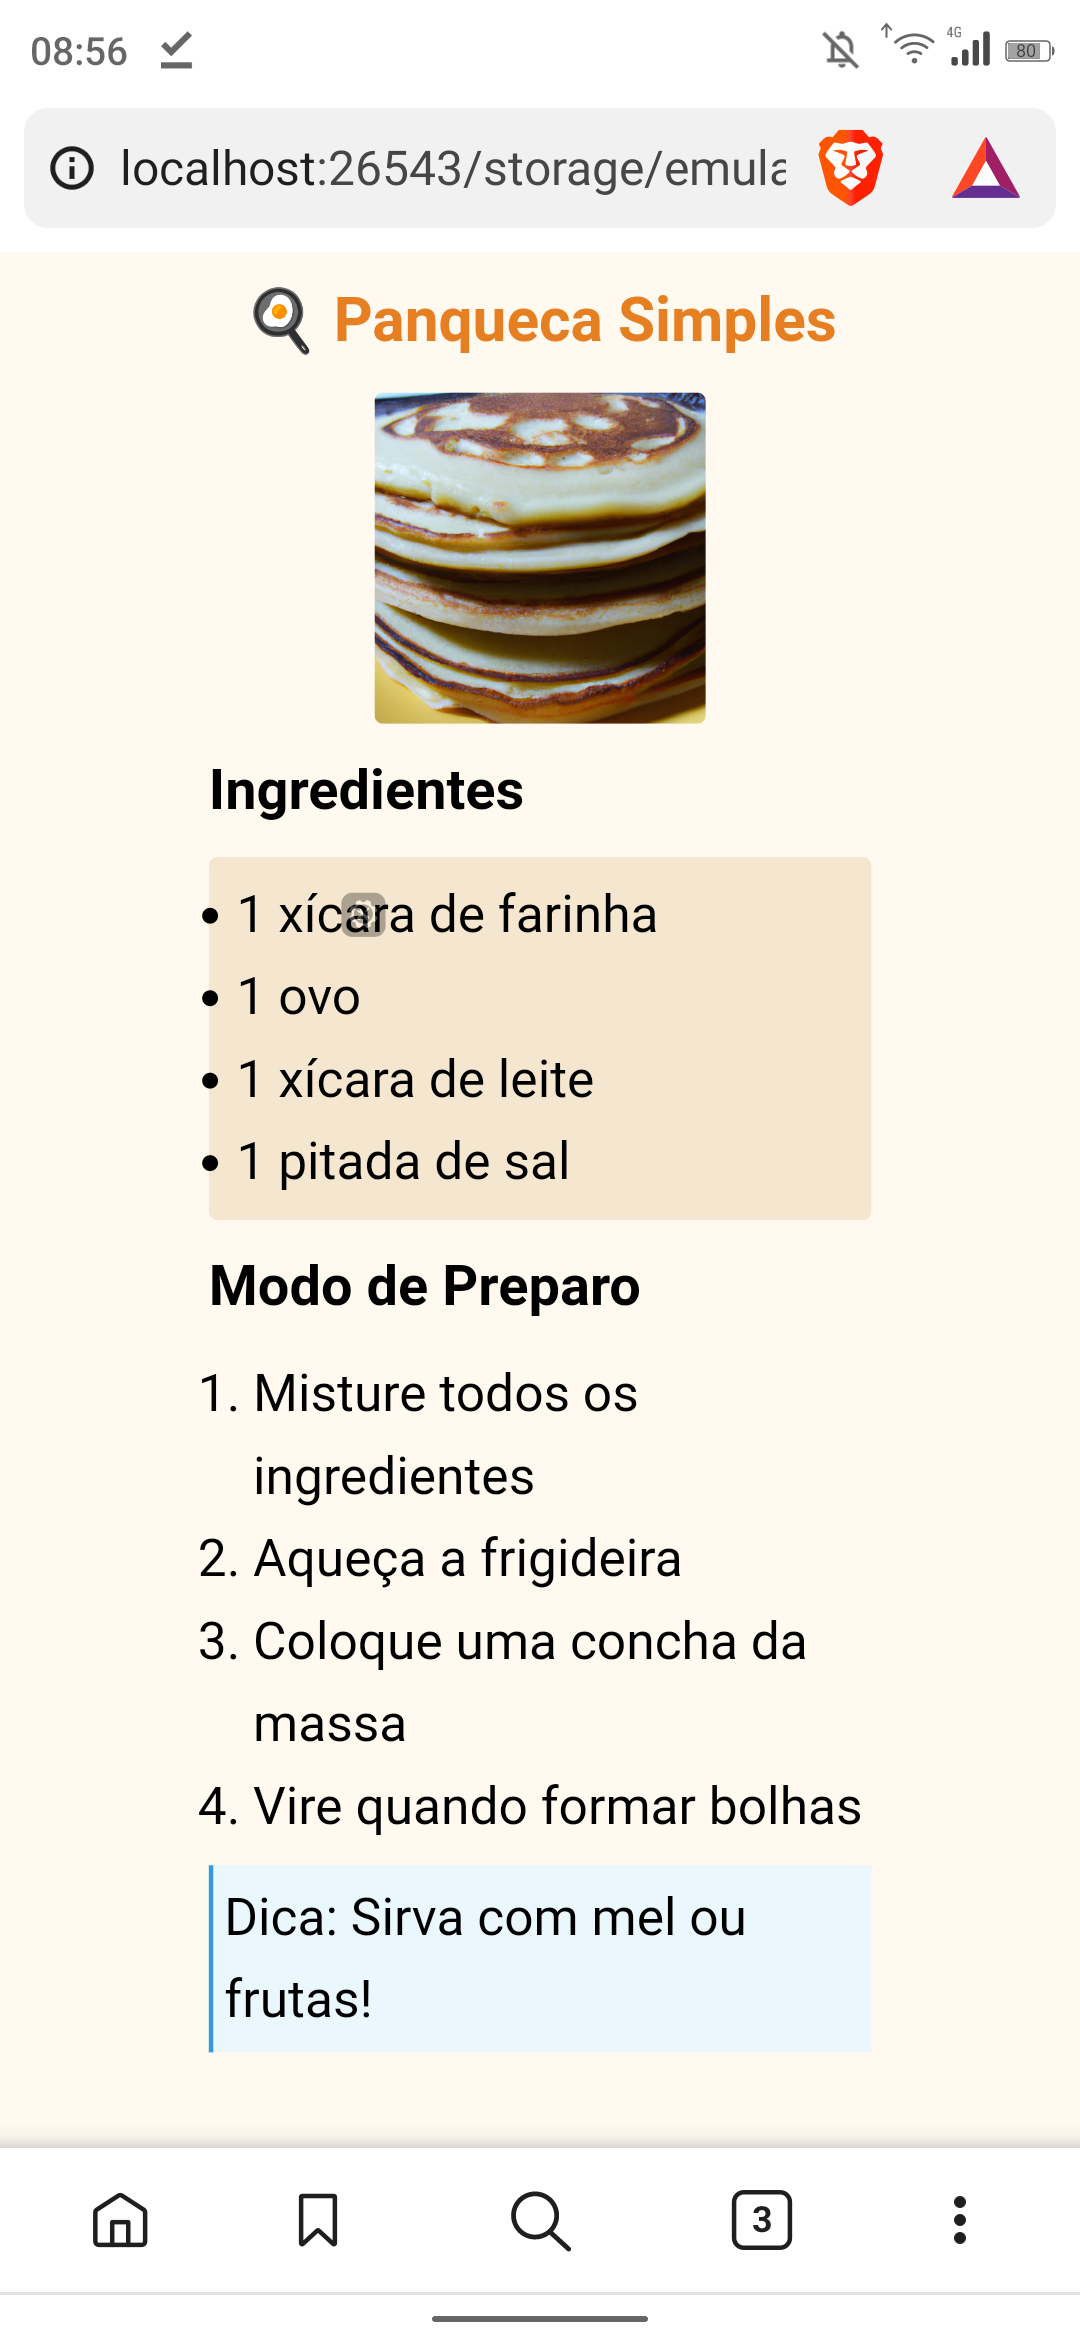 08:56
4G
80
localhost:26543/storage/emula
Panqueca Simples
Ingredientes
• 1 xícara de farinha
• 1 ovo
• 1 xícara de leite
• 1 pitada de sal
Modo de Preparo
1. Misture todos os
ingredientes
2. Aqueça a frigideira
3. Coloque uma concha da
massa
4. Vire quando formar bolhas
Dica: Sirva com mel ou
frutas!
3